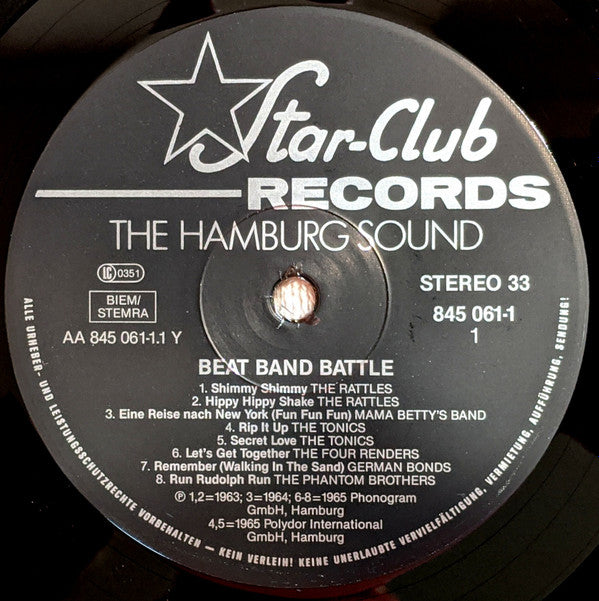 Star-Club
RECORDS
THE HAMBURG SOUND
LC 0351
BIEM/
STEMRA
AA 845 061-1.1 Y
STEREO 33
845 061-1
1
BEAT BAND BATTLE
1. Shimmy Shimmy THE RATTLES
2. Hippy Hippy Shake THE RATTLES
3. Eine Reise nach New York (Fun Fun Fun) MAMA BETTY'S BAND
4. Rip It Up THE TONICS
5. Secret Love THE TONICS
6. Let's Get Together THE FOUR RENDERS
7. Remember (Walking In The Sand) GERMAN BONDS
8. Run Rudolph Run THE PHANTOM BROTHERS
Ⓟ 1,2=1963; 3=1964; 6-8=1965 Phonogram
GmbH, Hamburg
4,5=1965 Polydor International
GmbH, Hamburg
ALLE URHEBER- UND LEISTUNGSSCHUTZRECHTE VORBEHALTEN – KEIN VERLEIH! KEINE UNERLAUBTE VERVIELFÄLTIGUNG, VERMIETUNG, AUFFÜHRUNG, SENDUNG!